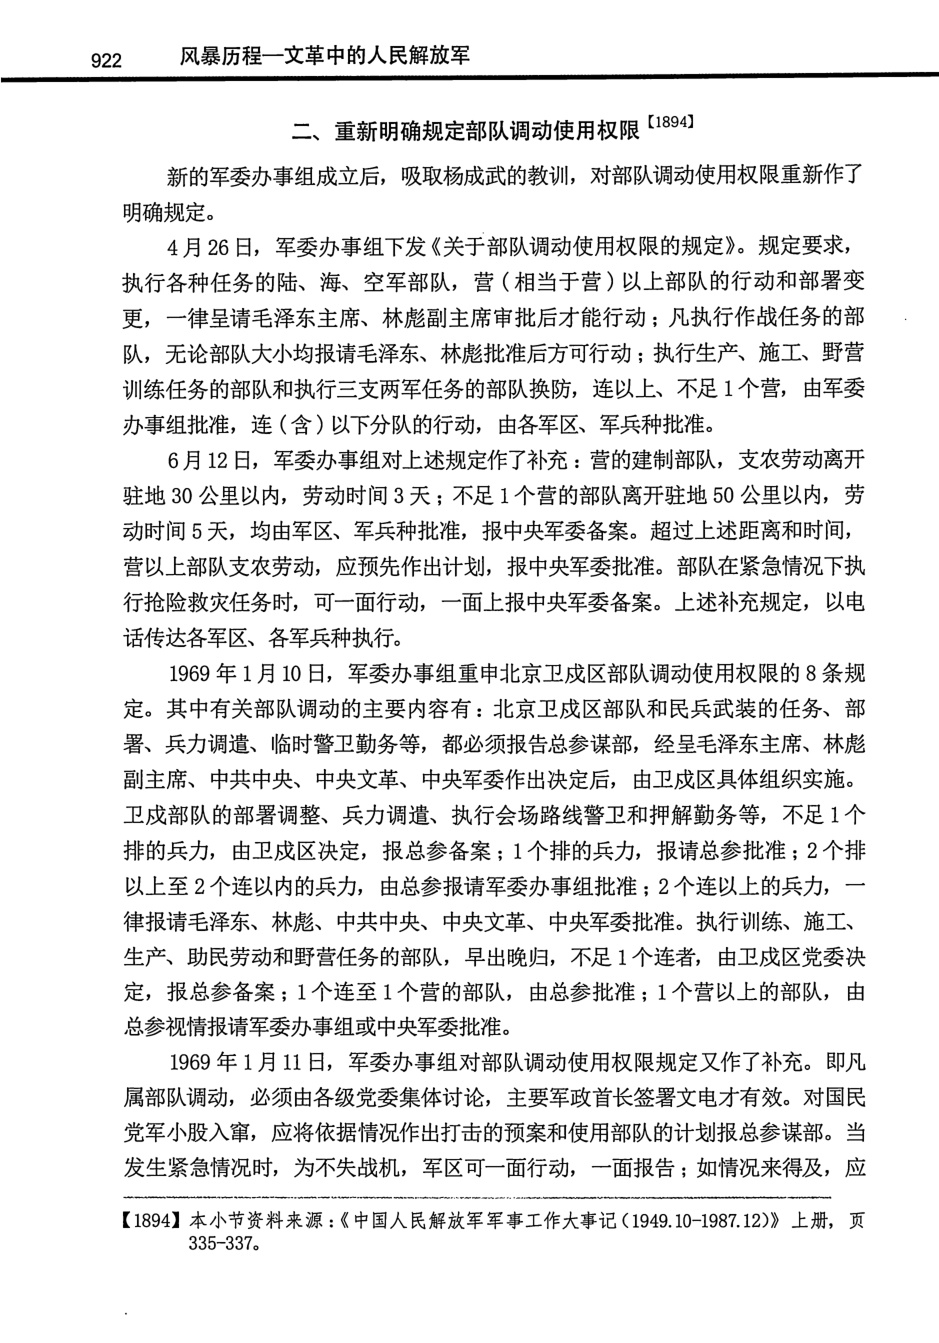 922 风暴历程—文革中的人民解放军
二、重新明确规定部队调动使用权限【1894】
新的军委办事组成立后，吸取杨成武的教训，对部队调动使用权限重新作了
明确规定。
4月26日，军委办事组下发《关于部队调动使用权限的规定》。规定要求，
执行各种任务的陆、海、空军部队，营（相当于营）以上部队的行动和部署变
更，一律呈请毛泽东主席、林彪副主席审批后才能行动；凡执行作战任务的部
队，无论部队大小均报请毛泽东、林彪批准后方可行动；执行生产、施工、野营
训练任务的部队和执行三支两军任务的部队换防，连以上、不足1个营，由军委
办事组批准，连（含）以下分队的行动，由各军区、军兵种批准。
6月12日，军委办事组对上述规定作了补充：营的建制部队，支农劳动离开
驻地30公里以内，劳动时间3天；不足1个营的部队离开驻地50公里以内，劳
动时间5天，均由军区、军兵种批准，报中央军委备案。超过上述距离和时间，
营以上部队支农劳动，应预先作出计划，报中央军委批准。部队在紧急情况下执
行抢险救灾任务时，可一面行动，一面上报中央军委备案。上述补充规定，以电
话传达各军区、各军兵种执行。
1969年1月10日，军委办事组重申北京卫戍区部队调动使用权限的8条规
定。其中有关部队调动的主要内容有：北京卫戍区部队和民兵武装的任务、部
署、兵力调遣、临时警卫勤务等，都必须报告总参谋部，经呈毛泽东主席、林彪
副主席、中共中央、中央文革、中央军委作出决定后，由卫戍区具体组织实施。
卫戍部队的部署调整、兵力调遣、执行会场路线警卫和押解勤务等，不足1个
排的兵力，由卫戍区决定，报总参备案；1个排的兵力，报请总参批准；2个排
以上至2个连以内的兵力，由总参报请军委办事组批准；2个连以上的兵力，一
律报请毛泽东、林彪、中共中央、中央文革、中央军委批准。执行训练、施工、
生产、助民劳动和野营任务的部队，早出晚归，不足1个连者，由卫戍区党委决
定，报总参备案；1个连至1个营的部队，由总参批准；1个营以上的部队，由
总参视情报请军委办事组或中央军委批准。
1969年1月11日，军委办事组对部队调动使用权限规定又作了补充。即凡
属部队调动，必须由各级党委集体讨论，主要军政首长签署文电才有效。对国民
党军小股入窜，应将依据情况作出打击的预案和使用部队的计划报总参谋部。当
发生紧急情况时，为不失战机，军区可一面行动，一面报告；如情况来得及，应
【1894】本小节资料来源：《中国人民解放军军事工作大事记（1949.10-1987.12）》上册，页
335-337。